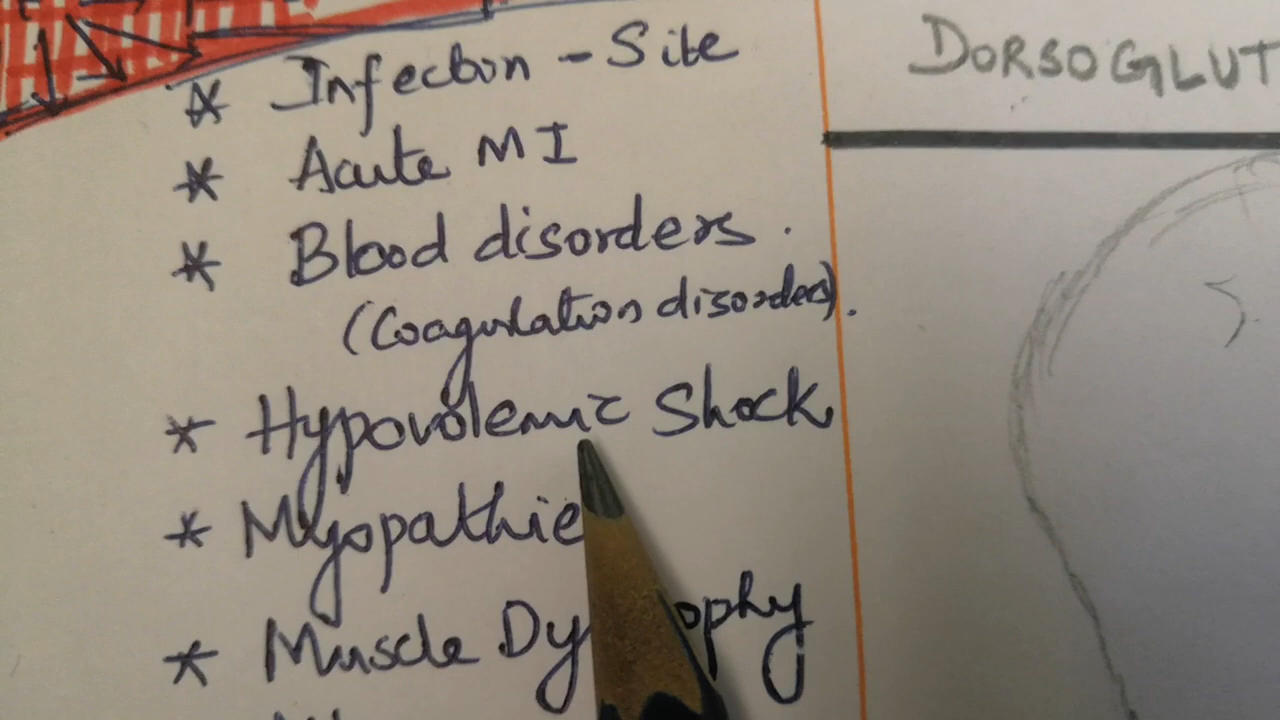 * Infection - Site
* Acute MI
* Blood disorders.
(Coagulation disorders).
* Hypovolemic Shock
* Myopathie
* Muscle Dy ophy
DORSOGLUT